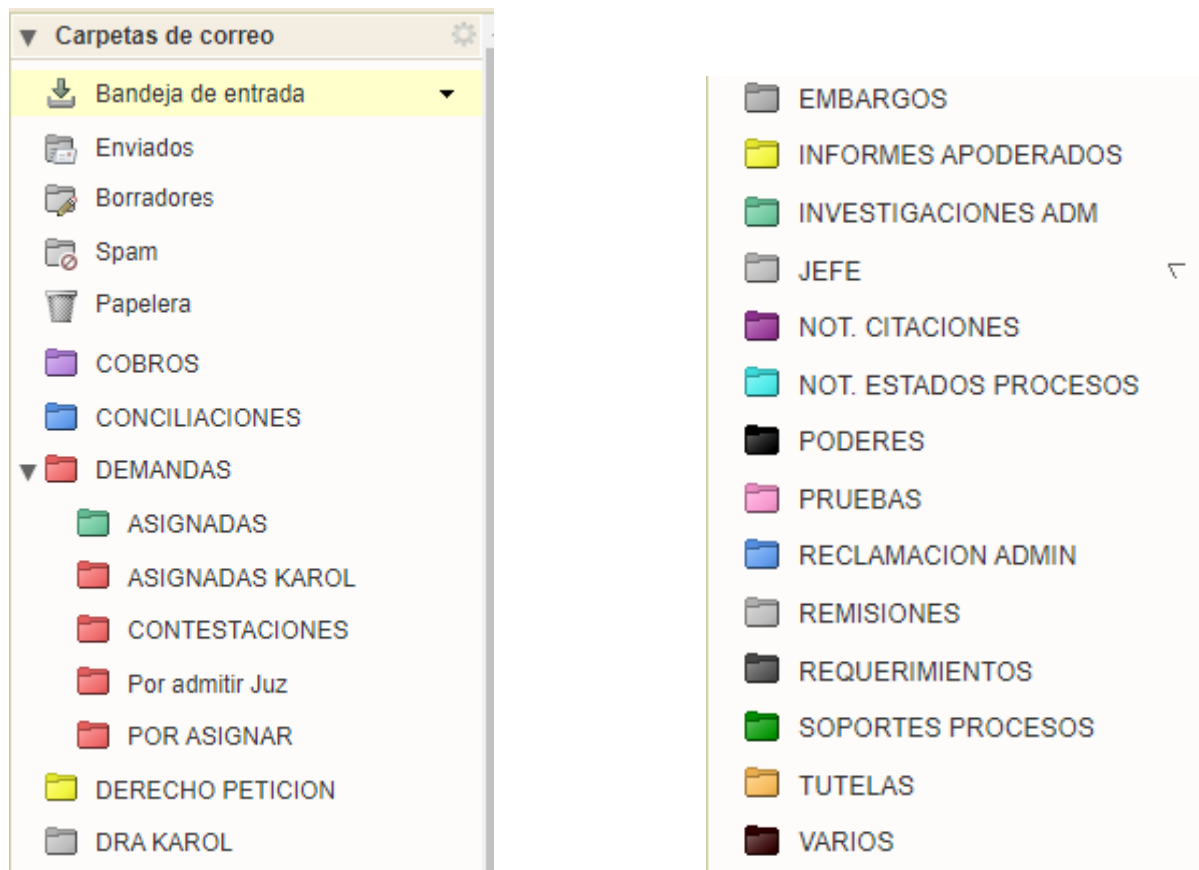 Carpetas de correo
Bandeja de entrada
Enviados
Borradores
Spam
Papelera
COBROS
CONCILIACIONES
DEMANDAS
ASIGNADAS
ASIGNADAS KAROL
CONTESTACIONES
Por admitir Juz
POR ASIGNAR
DERECHO PETICION
DRA KAROL
EMBARGOS
INFORMES APODERADOS
INVESTIGACIONES ADM
JEFE
NOT. CITACIONES
NOT. ESTADOS PROCESOS
PODERES
PRUEBAS
RECLAMACION ADMIN
REMISIONES
REQUERIMIENTOS
SOPORTES PROCESOS
TUTELAS
VARIOS